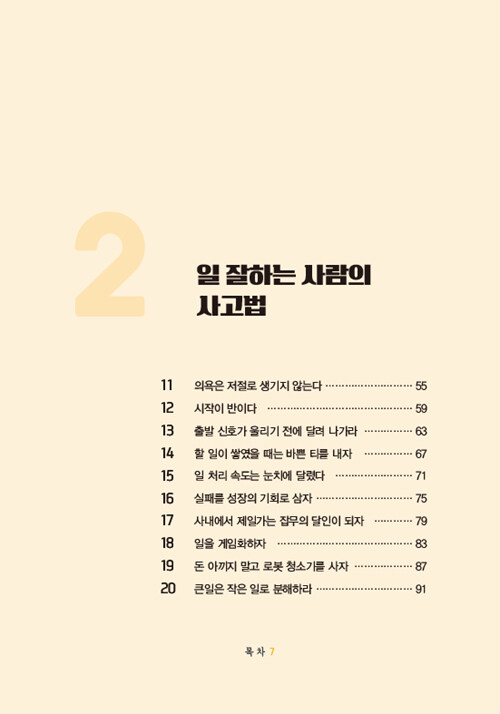 2
일 잘하는 사람의
사고법
11 의욕은 저절로 생기지 않는다 ··························· 55
12 시작이 반이다 ············································ 59
13 출발 신호가 울리기 전에 달려 나가라 ················ 63
14 할 일이 쌓였을 때는 바쁜 티를 내자 ··············· 67
15 일 처리 속도는 눈치에 달렸다 ························ 71
16 실패를 성장의 기회로 삼자 ······························ 75
17 사내에서 제일가는 잡무의 달인이 되자 ············ 79
18 일을 게임화하자 ········································· 83
19 돈 아끼지 말고 로봇 청소기를 사자 ·················· 87
20 큰일은 작은 일로 분해하라 ······························ 91
목차 7